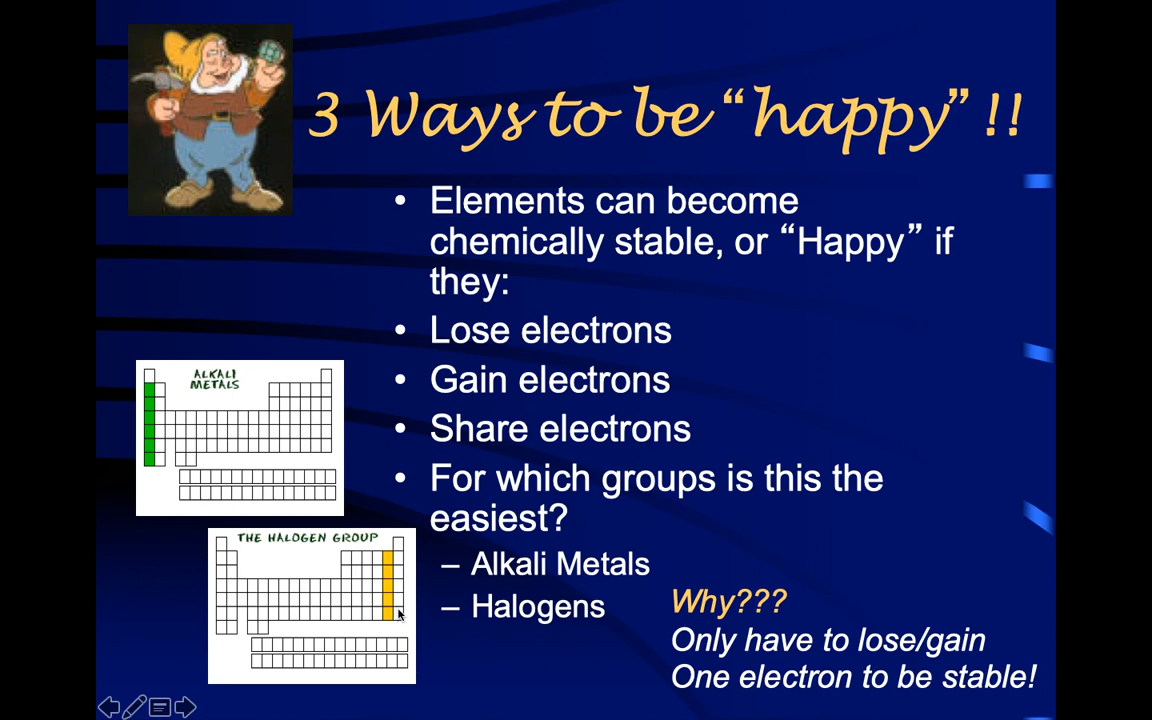 3 Ways to be “happy”!!
• Elements can become
chemically stable, or “Happy” if
they:
• Lose electrons
• Gain electrons
• Share electrons
• For which groups is this the
easiest?
– Alkali Metals
– Halogens
Why???
Only have to lose/gain
One electron to be stable!
ALKALI
METALS
THE HALOGEN GROUP